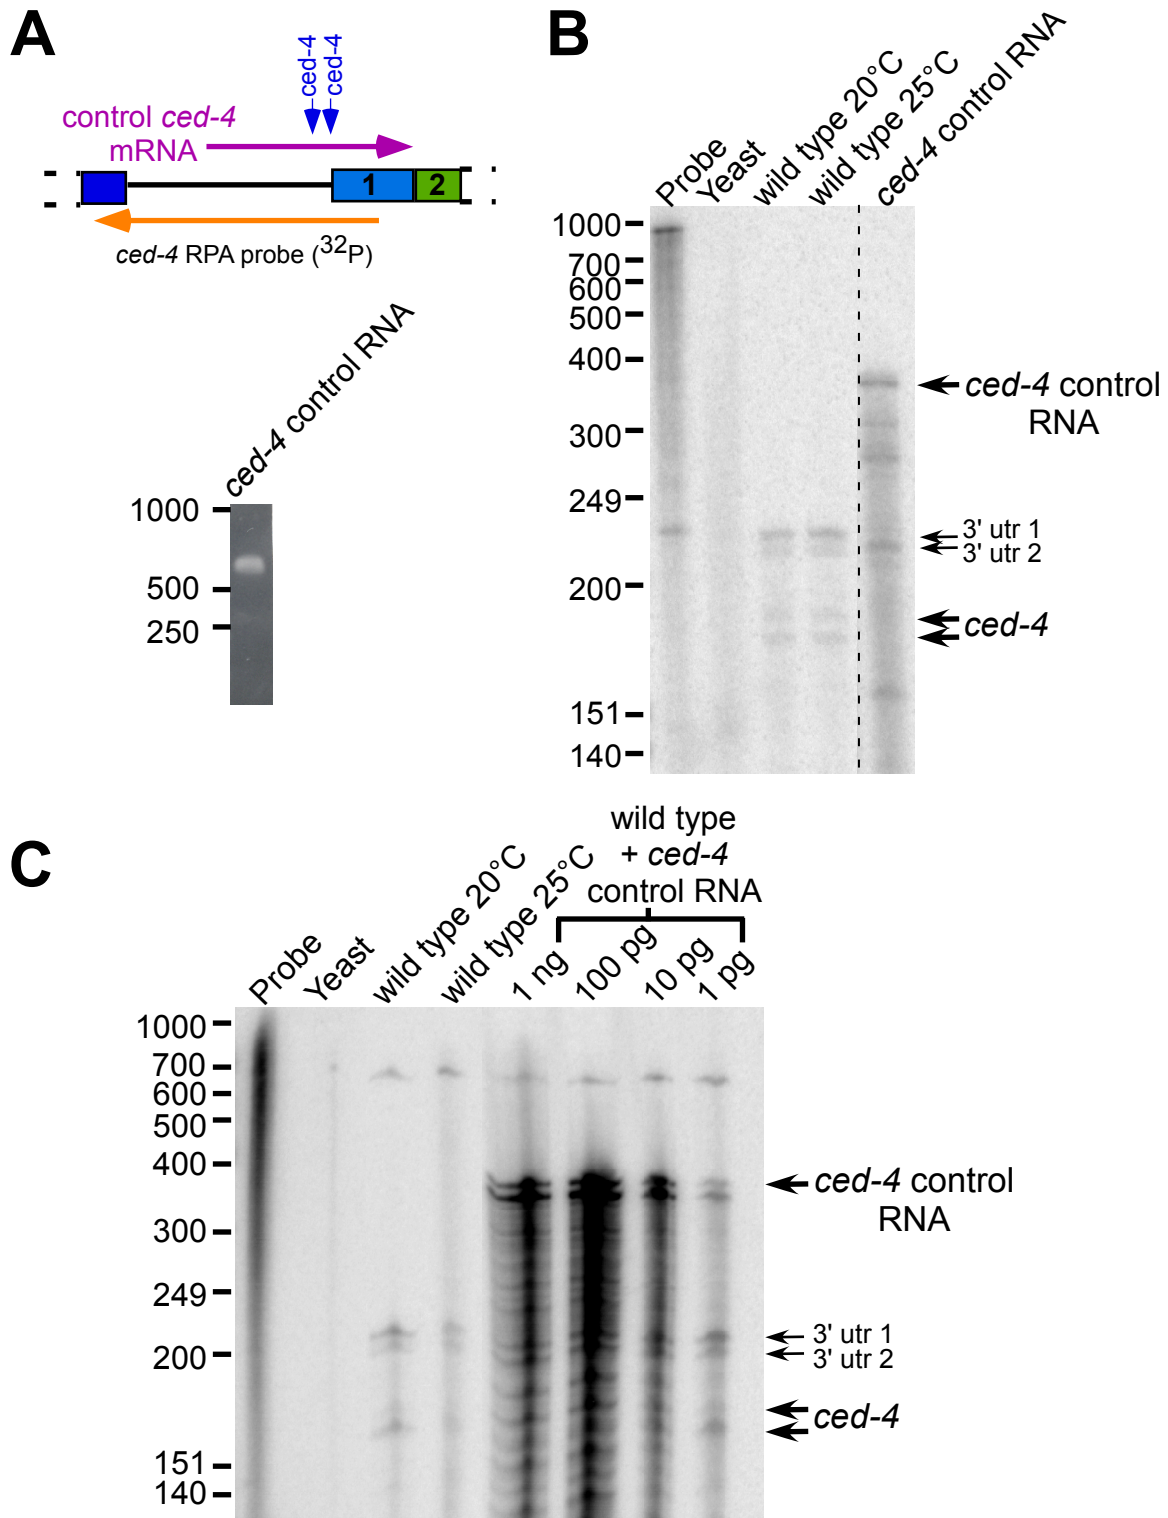 A
ced-4
ced-4
control ced-4
mRNA
1
2
ced-4 RPA probe (32P)
ced-4 control RNA
1000
500
250
B
Probe
Yeast
wild type 20°C
wild type 25°C
ced-4 control RNA
1000
700
600
500
400
300
249
200
151
140
ced-4 control
RNA
3' utr 1
3' utr 2
ced-4
C
wild type
+ ced-4
control RNA
Probe
Yeast
wild type 20°C
wild type 25°C
1 ng
100 pg
10 pg
1 pg
1000
700
600
500
400
300
249
200
151
140
ced-4 control
RNA
3' utr 1
3' utr 2
ced-4